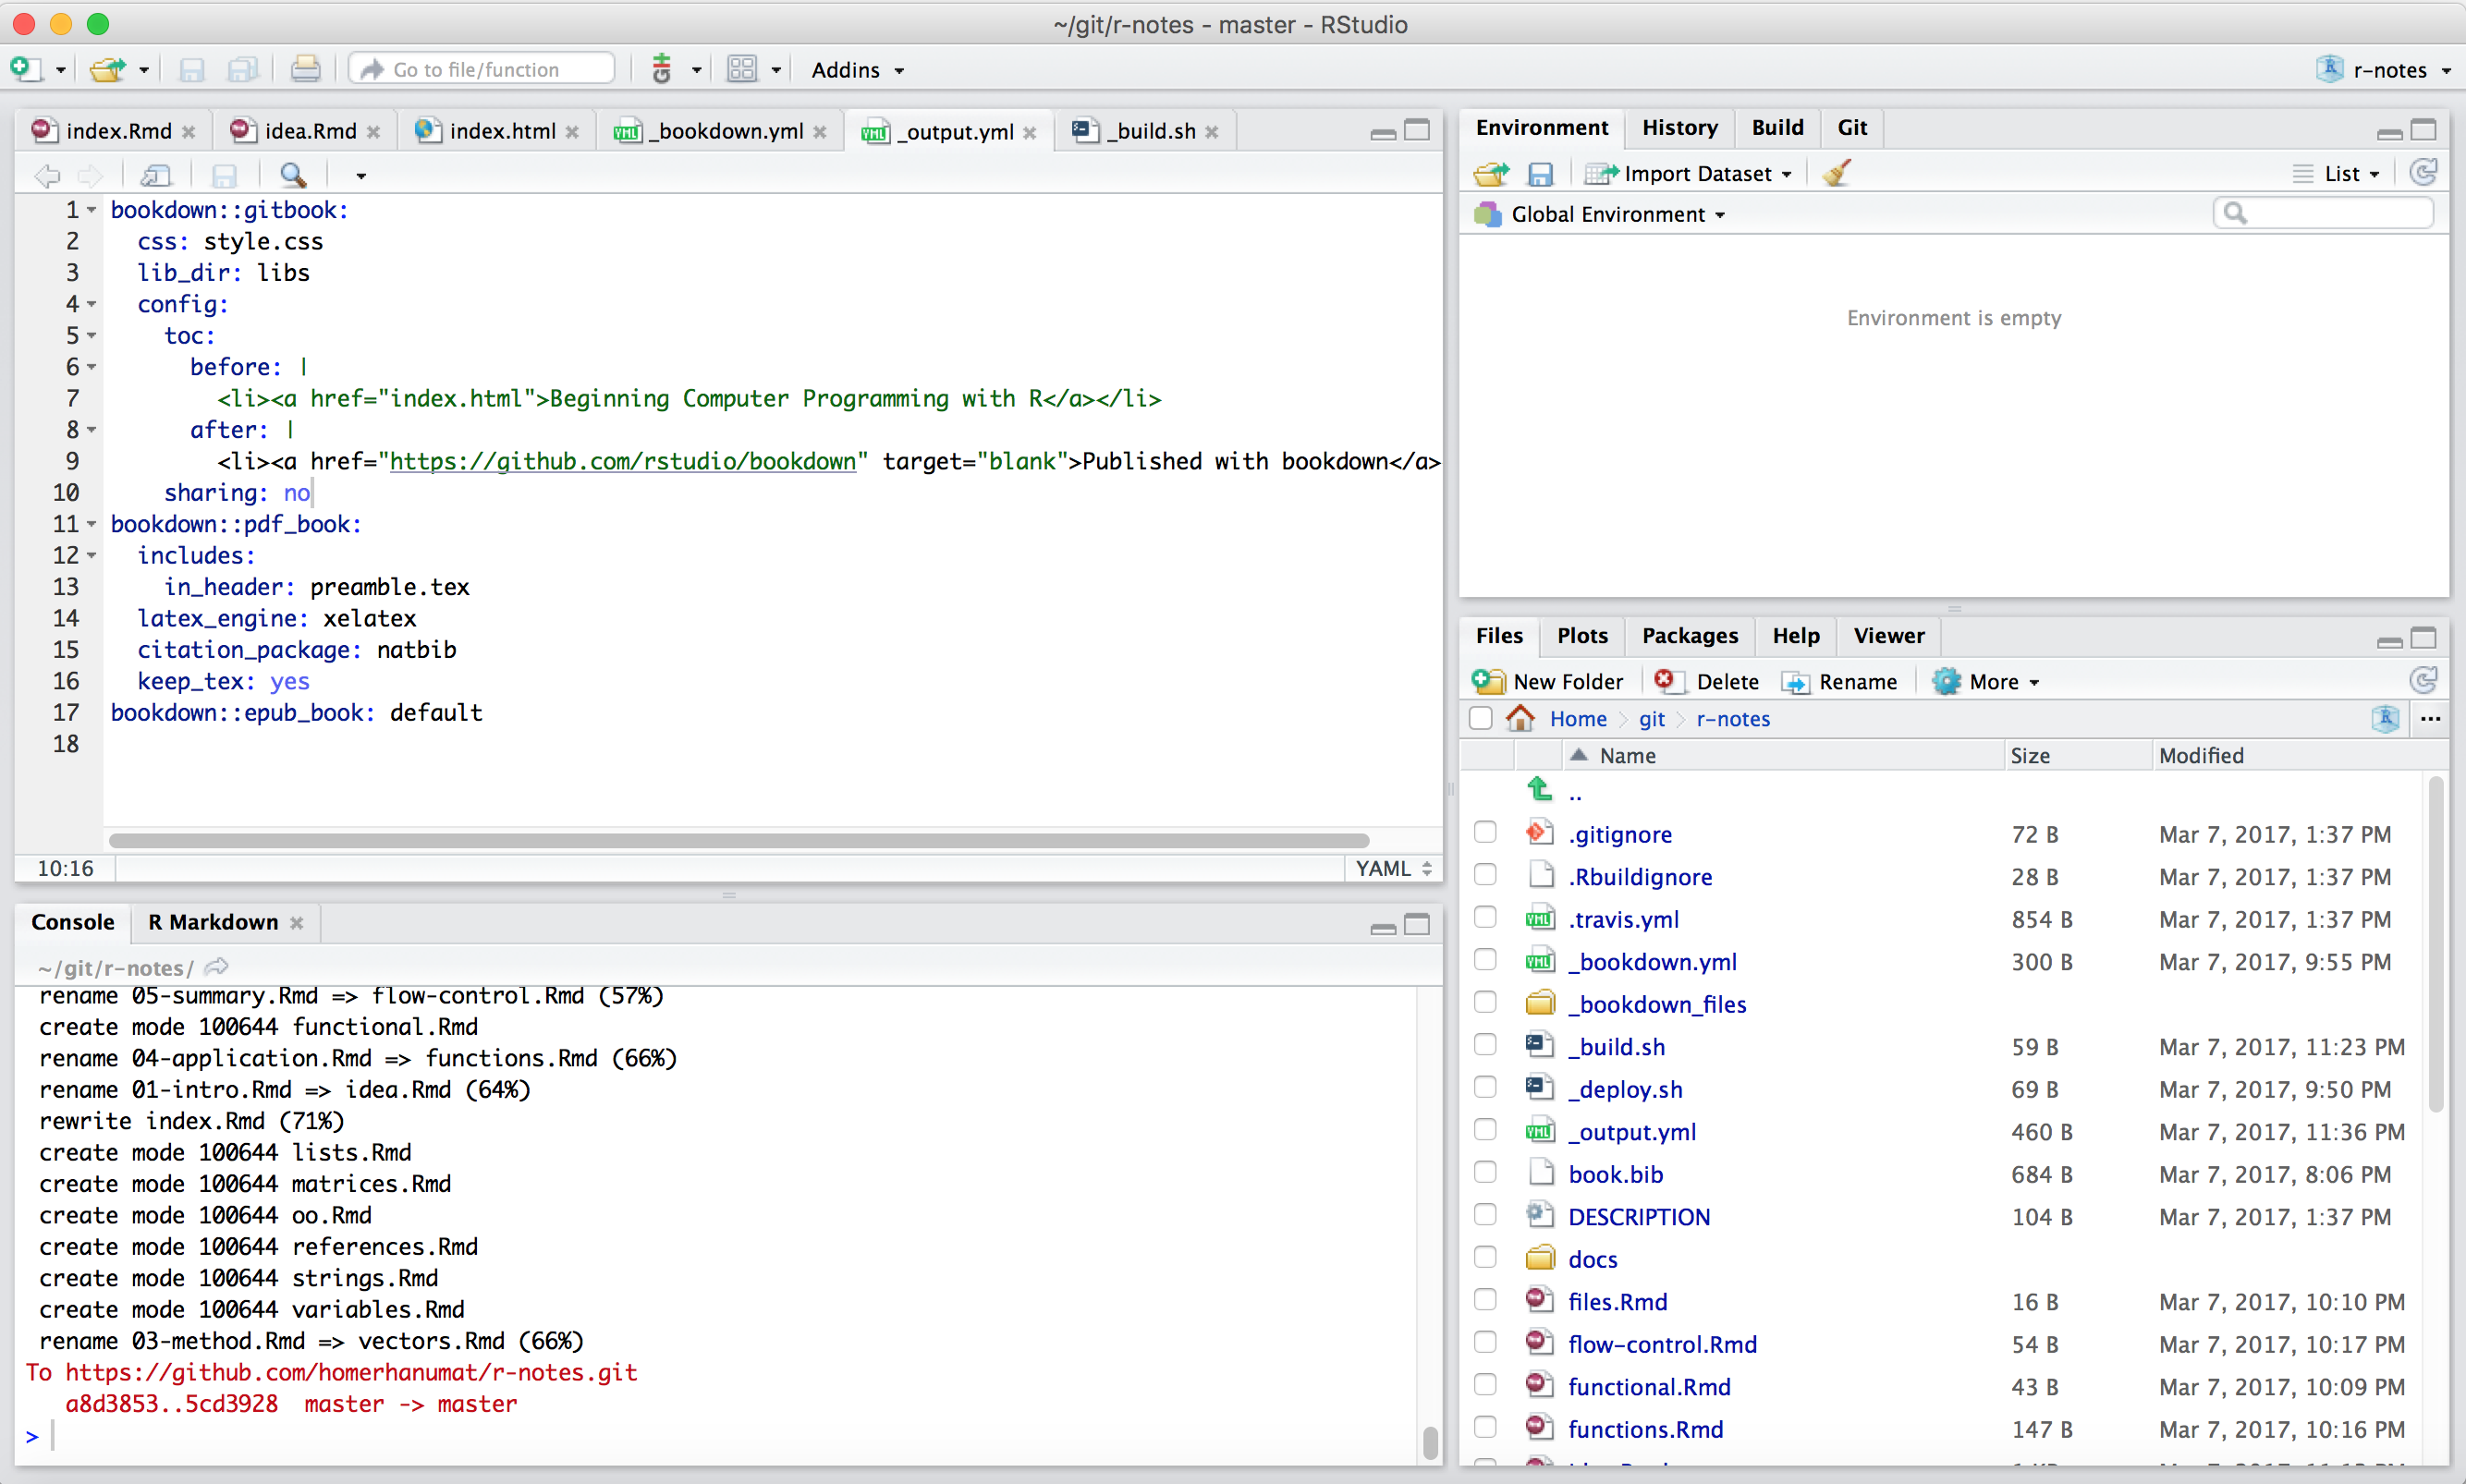 ~/git/r-notes - master - RStudio
Go to file/function
Addins
r-notes
index.Rmd
idea.Rmd
index.html
_bookdown.yml
_output.yml
_build.sh
1 bookdown::gitbook:
2 css: style.css
3 lib_dir: libs
4 config:
5 toc:
6 before: |
7 <li><a href="index.html">Beginning Computer Programming with R</a></li>
8 after: |
9 <li><a href="https://github.com/rstudio/bookdown" target="blank">Published with bookdown</a>
10 sharing: no
11 bookdown::pdf_book:
12 includes:
13 in_header: preamble.tex
14 latex_engine: xelatex
15 citation_package: natbib
16 keep_tex: yes
17 bookdown::epub_book: default
18
10:16
YAML
Console
R Markdown
~/git/r-notes/
rename 05-summary.Rmd => flow-control.Rmd (57%)
create mode 100644 functional.Rmd
rename 04-application.Rmd => functions.Rmd (66%)
rename 01-intro.Rmd => idea.Rmd (64%)
rewrite index.Rmd (71%)
create mode 100644 lists.Rmd
create mode 100644 matrices.Rmd
create mode 100644 oo.Rmd
create mode 100644 references.Rmd
create mode 100644 strings.Rmd
create mode 100644 variables.Rmd
rename 03-method.Rmd => vectors.Rmd (66%)
To https://github.com/homerhanumat/r-notes.git
a8d3853..5cd3928 master -> master
>
Environment
History
Build
Git
Import Dataset
List
Global Environment
Environment is empty
Files
Plots
Packages
Help
Viewer
New Folder
Delete
Rename
More
Home
git
r-notes
...
Name Size Modified
..
.gitignore 72 B Mar 7, 2017, 1:37 PM
.Rbuildignore 28 B Mar 7, 2017, 1:37 PM
.travis.yml 854 B Mar 7, 2017, 1:37 PM
_bookdown.yml 300 B Mar 7, 2017, 9:55 PM
_bookdown_files
_build.sh 59 B Mar 7, 2017, 11:23 PM
_deploy.sh 69 B Mar 7, 2017, 9:50 PM
_output.yml 460 B Mar 7, 2017, 11:36 PM
book.bib 684 B Mar 7, 2017, 8:06 PM
DESCRIPTION 104 B Mar 7, 2017, 1:37 PM
docs
files.Rmd 16 B Mar 7, 2017, 10:10 PM
flow-control.Rmd 54 B Mar 7, 2017, 10:17 PM
functional.Rmd 43 B Mar 7, 2017, 10:09 PM
functions.Rmd 147 B Mar 7, 2017, 10:16 PM